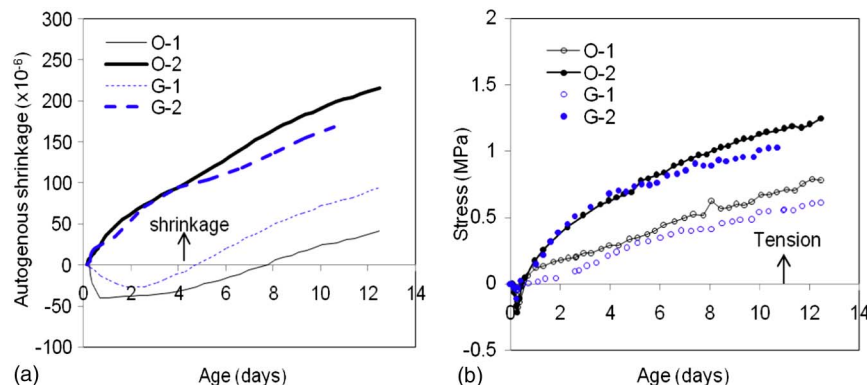 Autogenous shrinkage (x10⁻⁶)
250
200
150
100
50
0
-50
-100
O-1
O-2
G-1
G-2
shrinkage
0 2 4 6 8 10 12 14
(a) Age (days)
Stress (MPa)
2
1.5
1
0.5
0
-0.5
O-1
O-2
G-1
G-2
Tension
0 2 4 6 8 10 12 14
(b) Age (days)